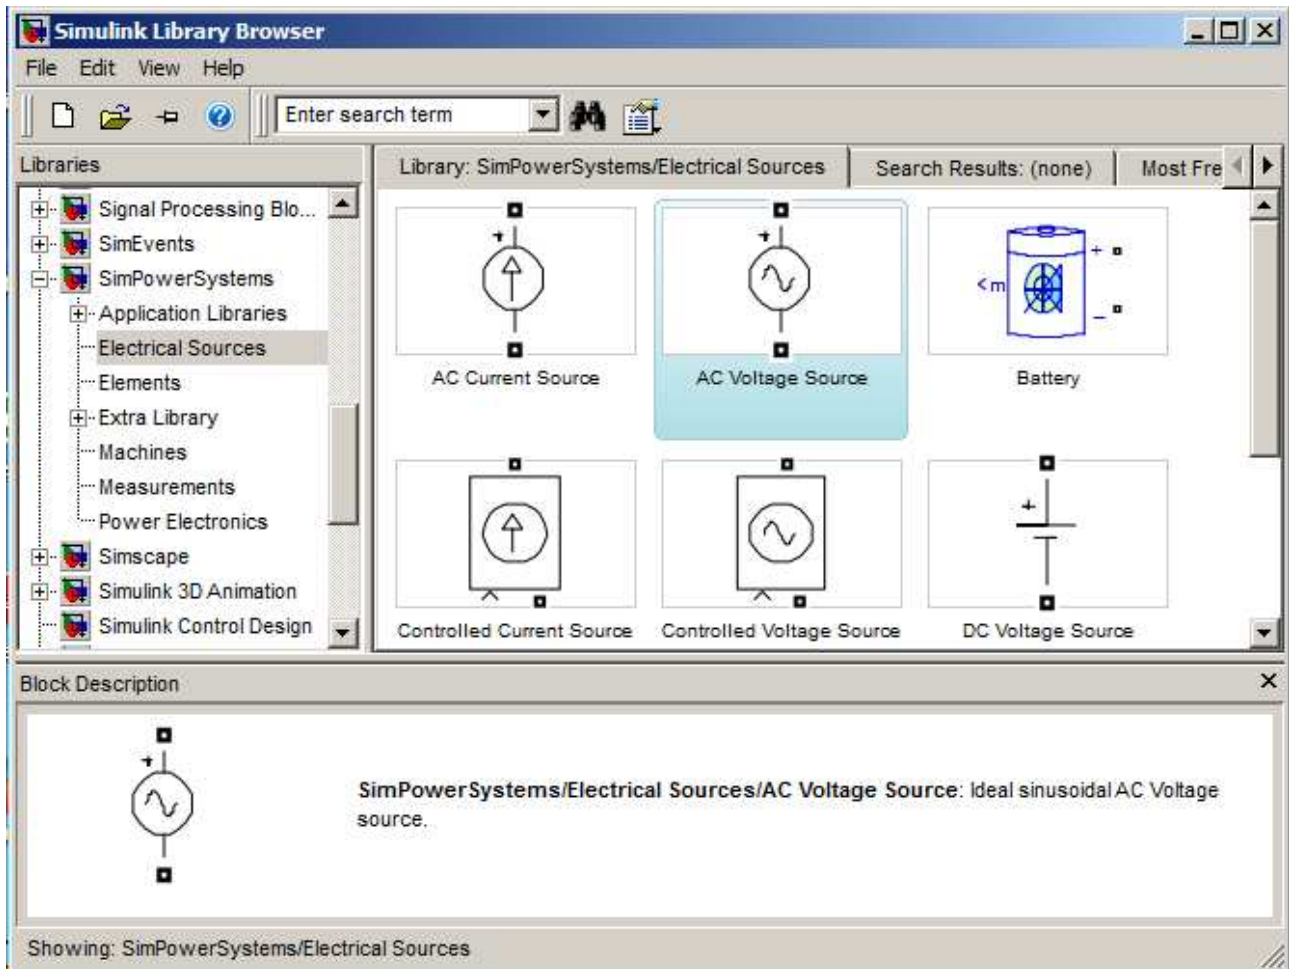 Simulink Library Browser
File Edit View Help
Enter search term
Libraries
Library: SimPowerSystems/Electrical Sources
Search Results: (none)
Most Fre
Signal Processing Blo...
SimEvents
SimPowerSystems
Application Libraries
Electrical Sources
Elements
Extra Library
Machines
Measurements
Power Electronics
Simscape
Simulink 3D Animation
Simulink Control Design
+
AC Current Source
+
AC Voltage Source
<m
+
−
Battery
Controlled Current Source
Controlled Voltage Source
+
DC Voltage Source
Block Description
+
SimPowerSystems/Electrical Sources/AC Voltage Source: Ideal sinusoidal AC Voltage
source.
Showing: SimPowerSystems/Electrical Sources